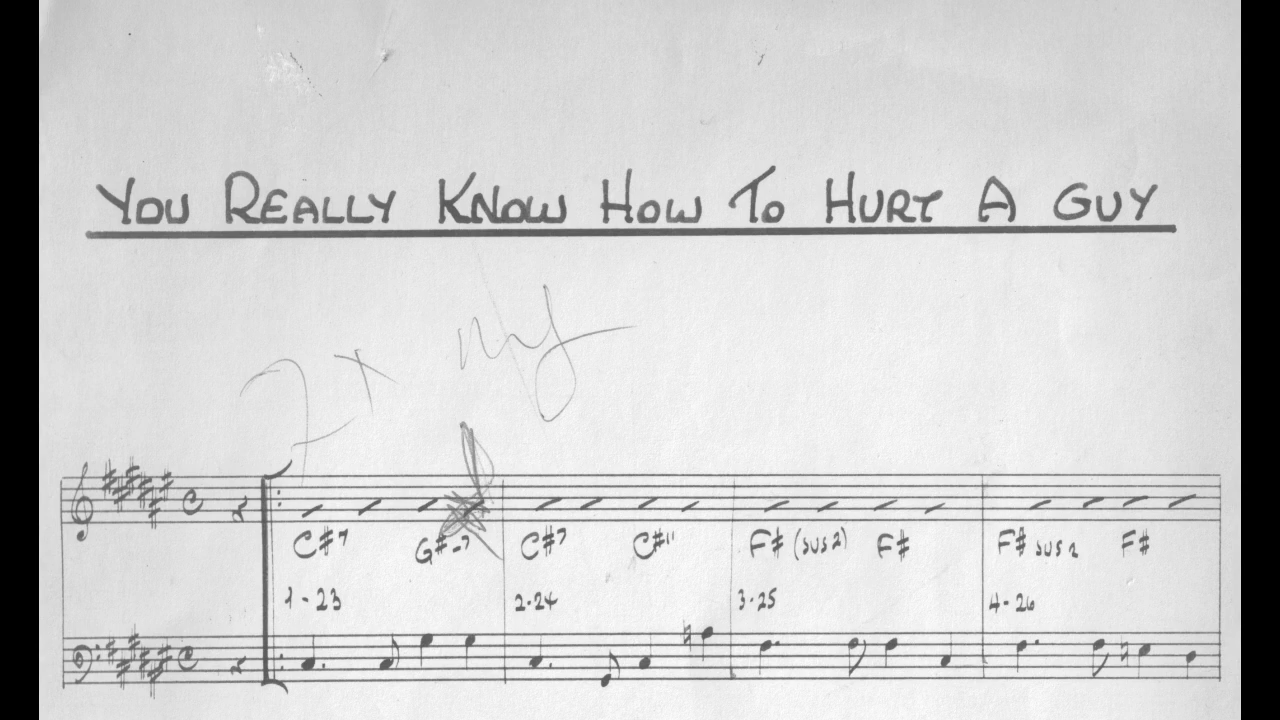 YOU REALLY KNOW HOW TO HURT A GUY
2x
C#7 G#-7 C#7 C#11 F# (sus2) F# F# sus2 F#
1-23 2-24 3-25 4-26